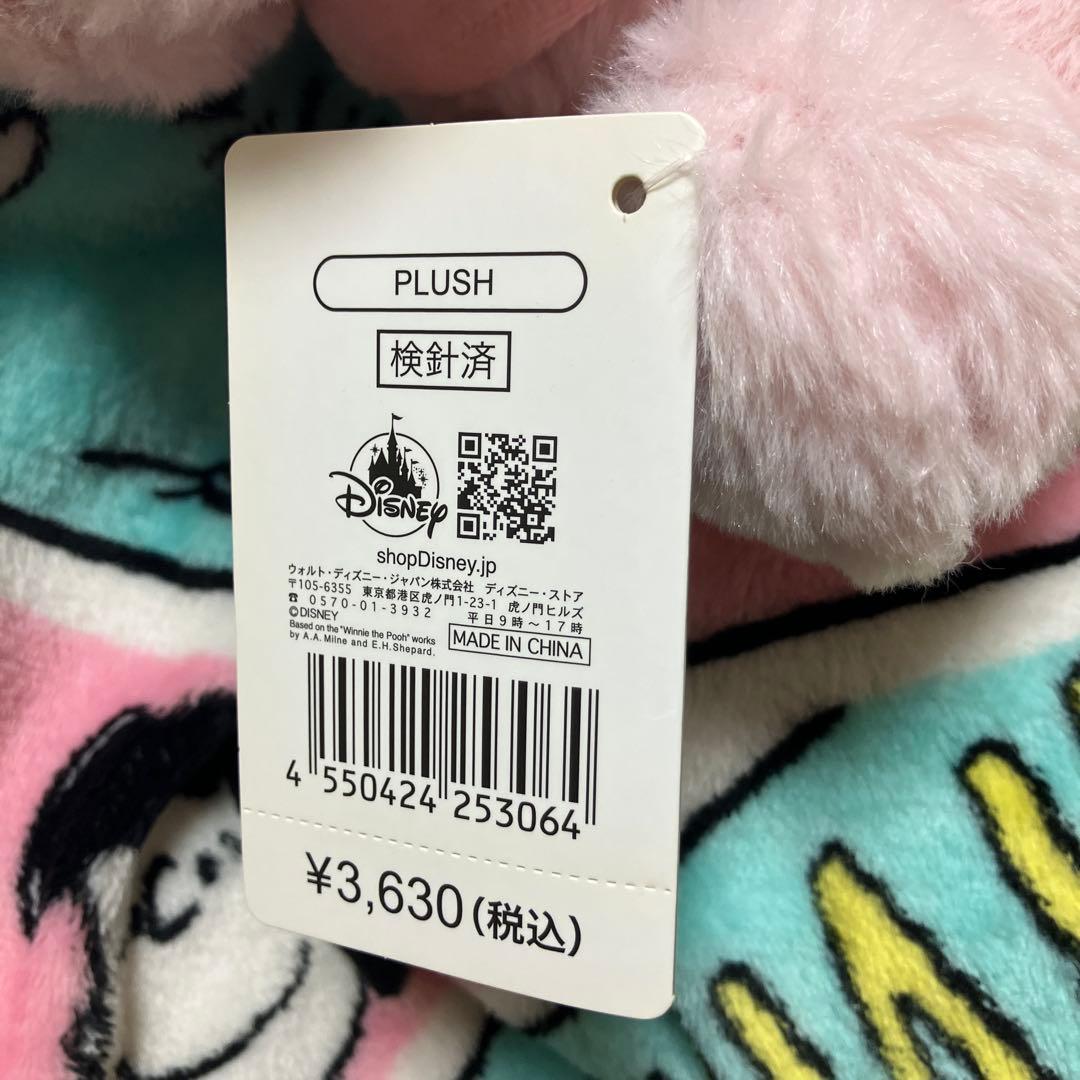 PLUSH
検針済
Disney
shopDisney.jp
ウォルト・ディズニー・ジャパン株式会社 ディズニー・ストア
〒105-6355 東京都港区虎ノ門1-23-1 虎ノ門ヒルズ
☎ 0570-01-3932 平日9時～17時
©DISNEY
Based on the "Winnie the Pooh" works
by A.A. Milne and E.H.Shepard.
MADE IN CHINA
4 550424 253064
¥3,630(税込)